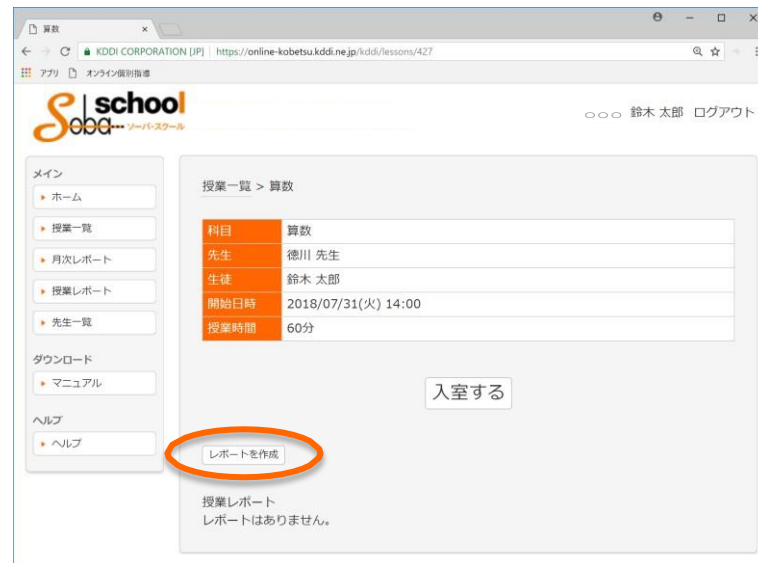 算数
KDDI CORPORATION [JP] | https://online-kobetsu.kddi.ne.jp/kddi/lessons/427
アプリ オンライン個別指導
school
Soba ソーバ・スクール
○○○ 鈴木 太郎 ログアウト
メイン
ホーム
授業一覧
月次レポート
授業レポート
先生一覧
ダウンロード
マニュアル
ヘルプ
ヘルプ
授業一覧 > 算数
科目 算数
先生 徳川 先生
生徒 鈴木 太郎
開始日時 2018/07/31(火) 14:00
授業時間 60分
入室する
レポートを作成
授業レポート
レポートはありません。